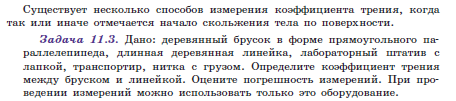 Существует несколько способов измерения коэффициента трения, когда
так или иначе отмечается начало скольжения тела по поверхности.
Задача 11.3. Дано: деревянный брусок в форме прямоугольного па-
раллелепипеда, длинная деревянная линейка, лабораторный штатив с
лапкой, транспортир, нитка с грузом. Определите коэффициент трения
между бруском и линейкой. Оцените погрешность измерений. При про-
ведении измерений можно использовать только это оборудование.